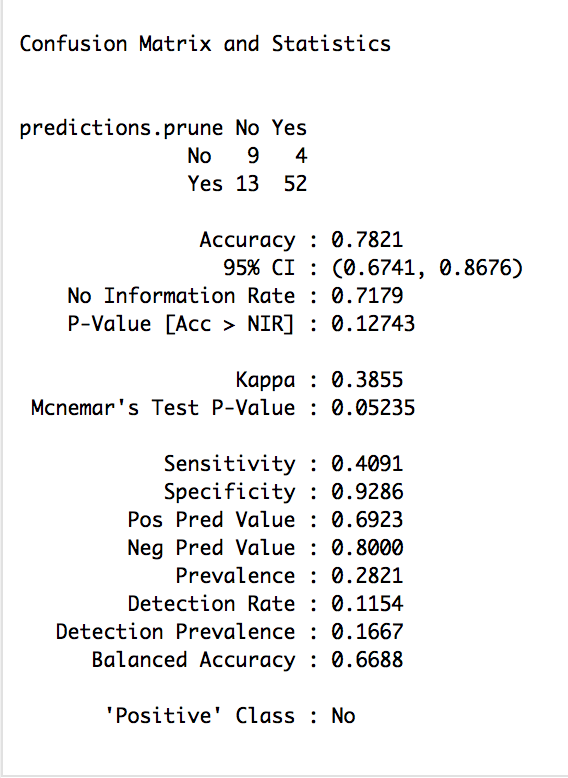 Confusion Matrix and Statistics
predictions.prune No Yes
No 9 4
Yes 13 52
Accuracy : 0.7821
95% CI : (0.6741, 0.8676)
No Information Rate : 0.7179
P-Value [Acc > NIR] : 0.12743
Kappa : 0.3855
Mcnemar's Test P-Value : 0.05235
Sensitivity : 0.4091
Specificity : 0.9286
Pos Pred Value : 0.6923
Neg Pred Value : 0.8000
Prevalence : 0.2821
Detection Rate : 0.1154
Detection Prevalence : 0.1667
Balanced Accuracy : 0.6688
'Positive' Class : No